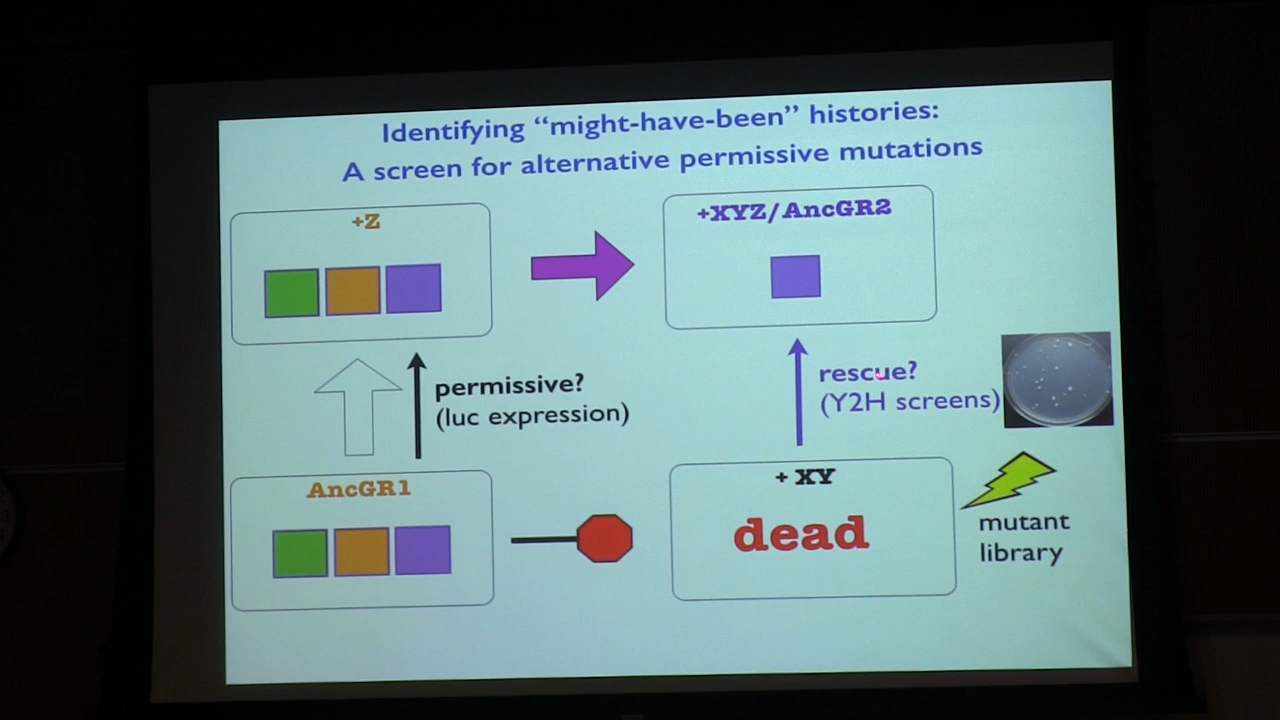 Identifying “might-have-been” histories:
A screen for alternative permissive mutations
+Z
+XYZ/AncGR2
permissive?
(luc expression)
rescue?
(Y2H screens)
AncGR1
+ XY
dead
mutant
library